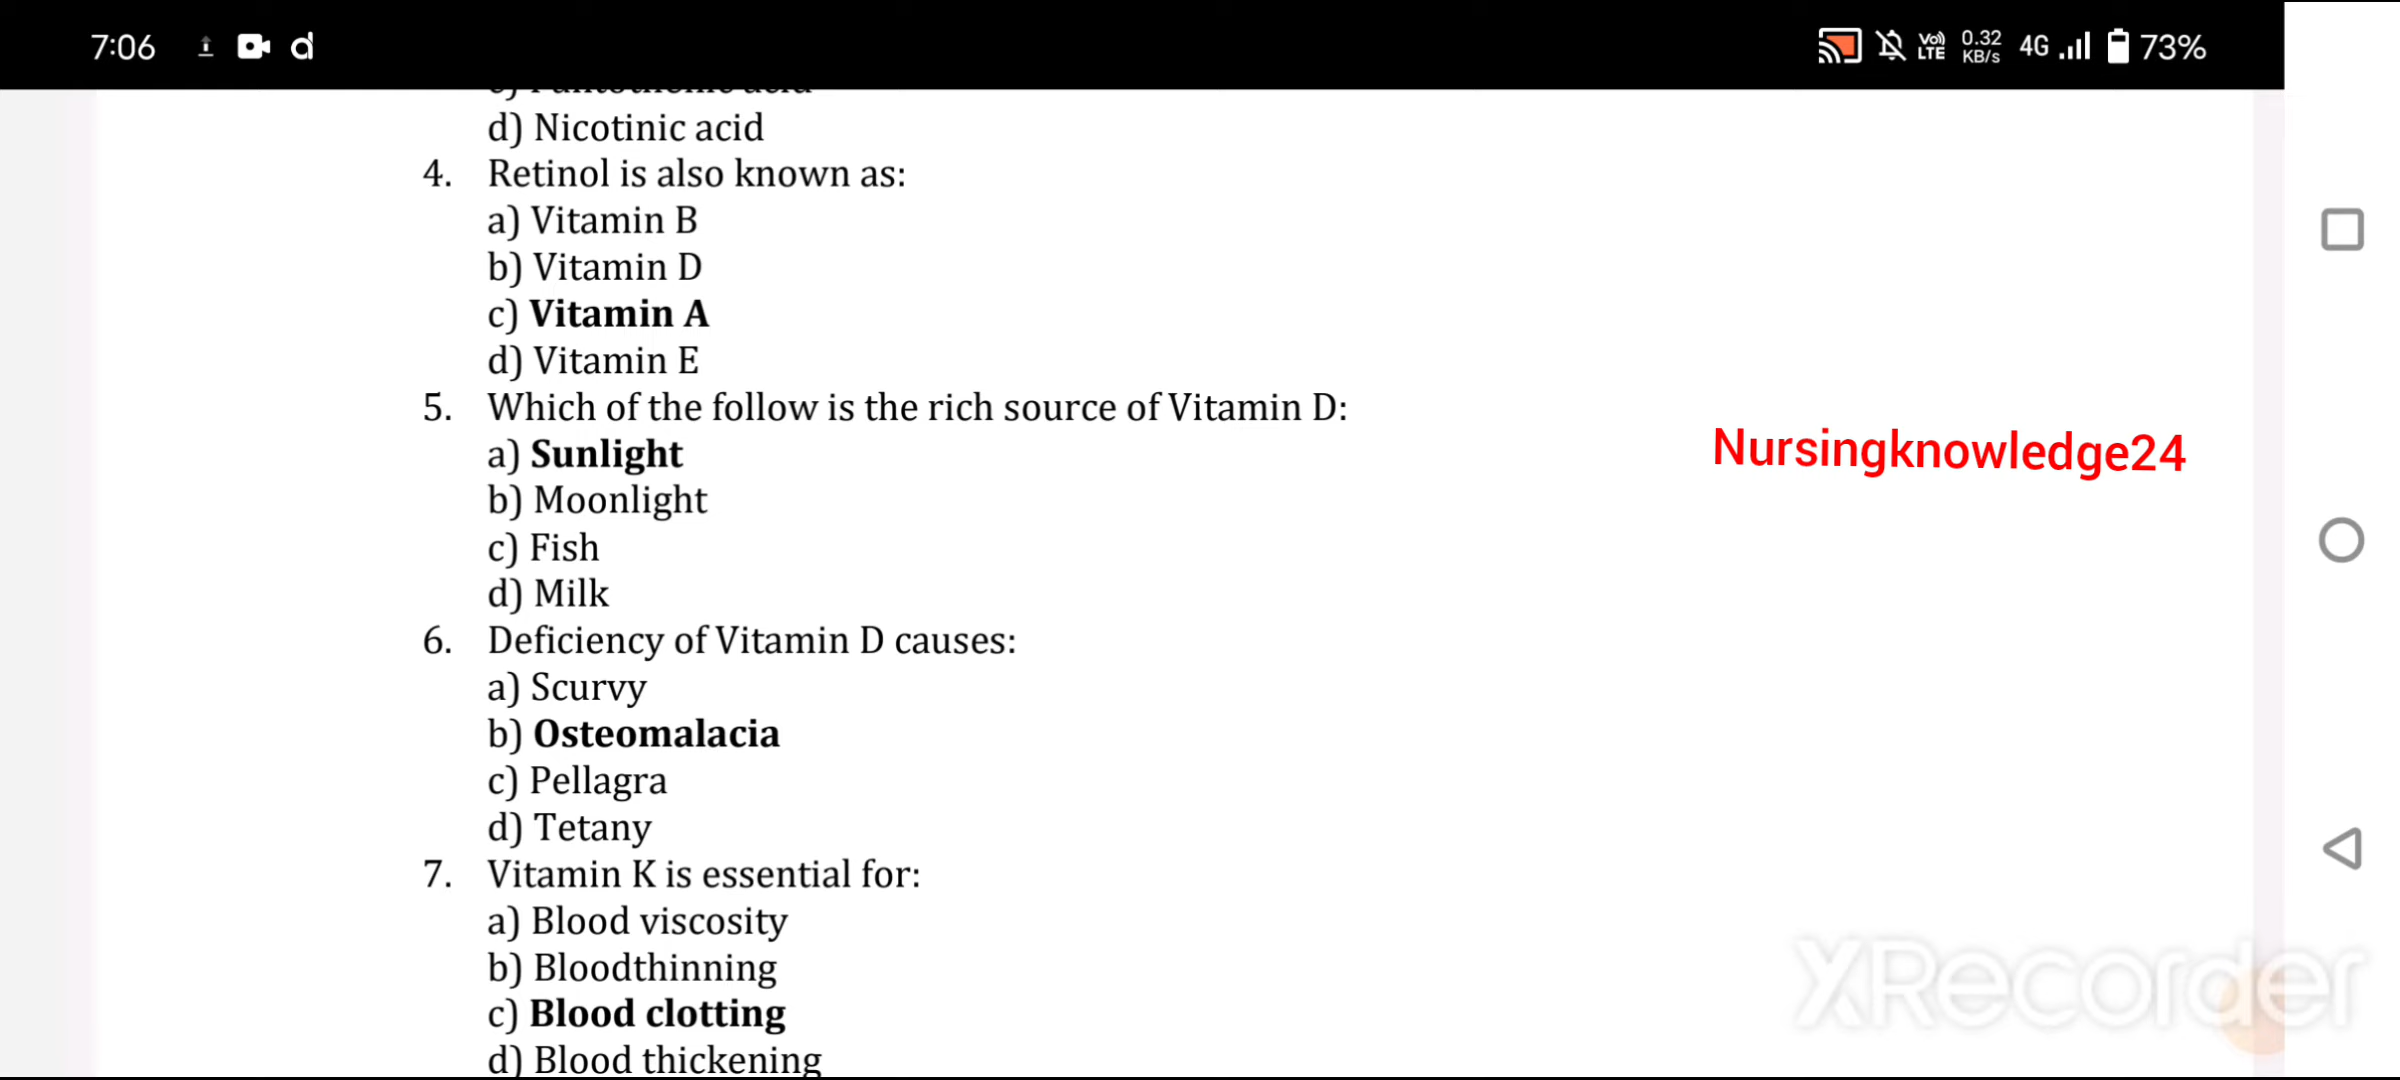 7:06
Vo) LTE 0.32 KB/s 4G 73%
d) Nicotinic acid
4. Retinol is also known as:
a) Vitamin B
b) Vitamin D
c) Vitamin A
d) Vitamin E
5. Which of the follow is the rich source of Vitamin D:
a) Sunlight
b) Moonlight
c) Fish
d) Milk
Nursingknowledge24
6. Deficiency of Vitamin D causes:
a) Scurvy
b) Osteomalacia
c) Pellagra
d) Tetany
7. Vitamin K is essential for:
a) Blood viscosity
b) Bloodthinning
c) Blood clotting
d) Blood thickening
XRecorder